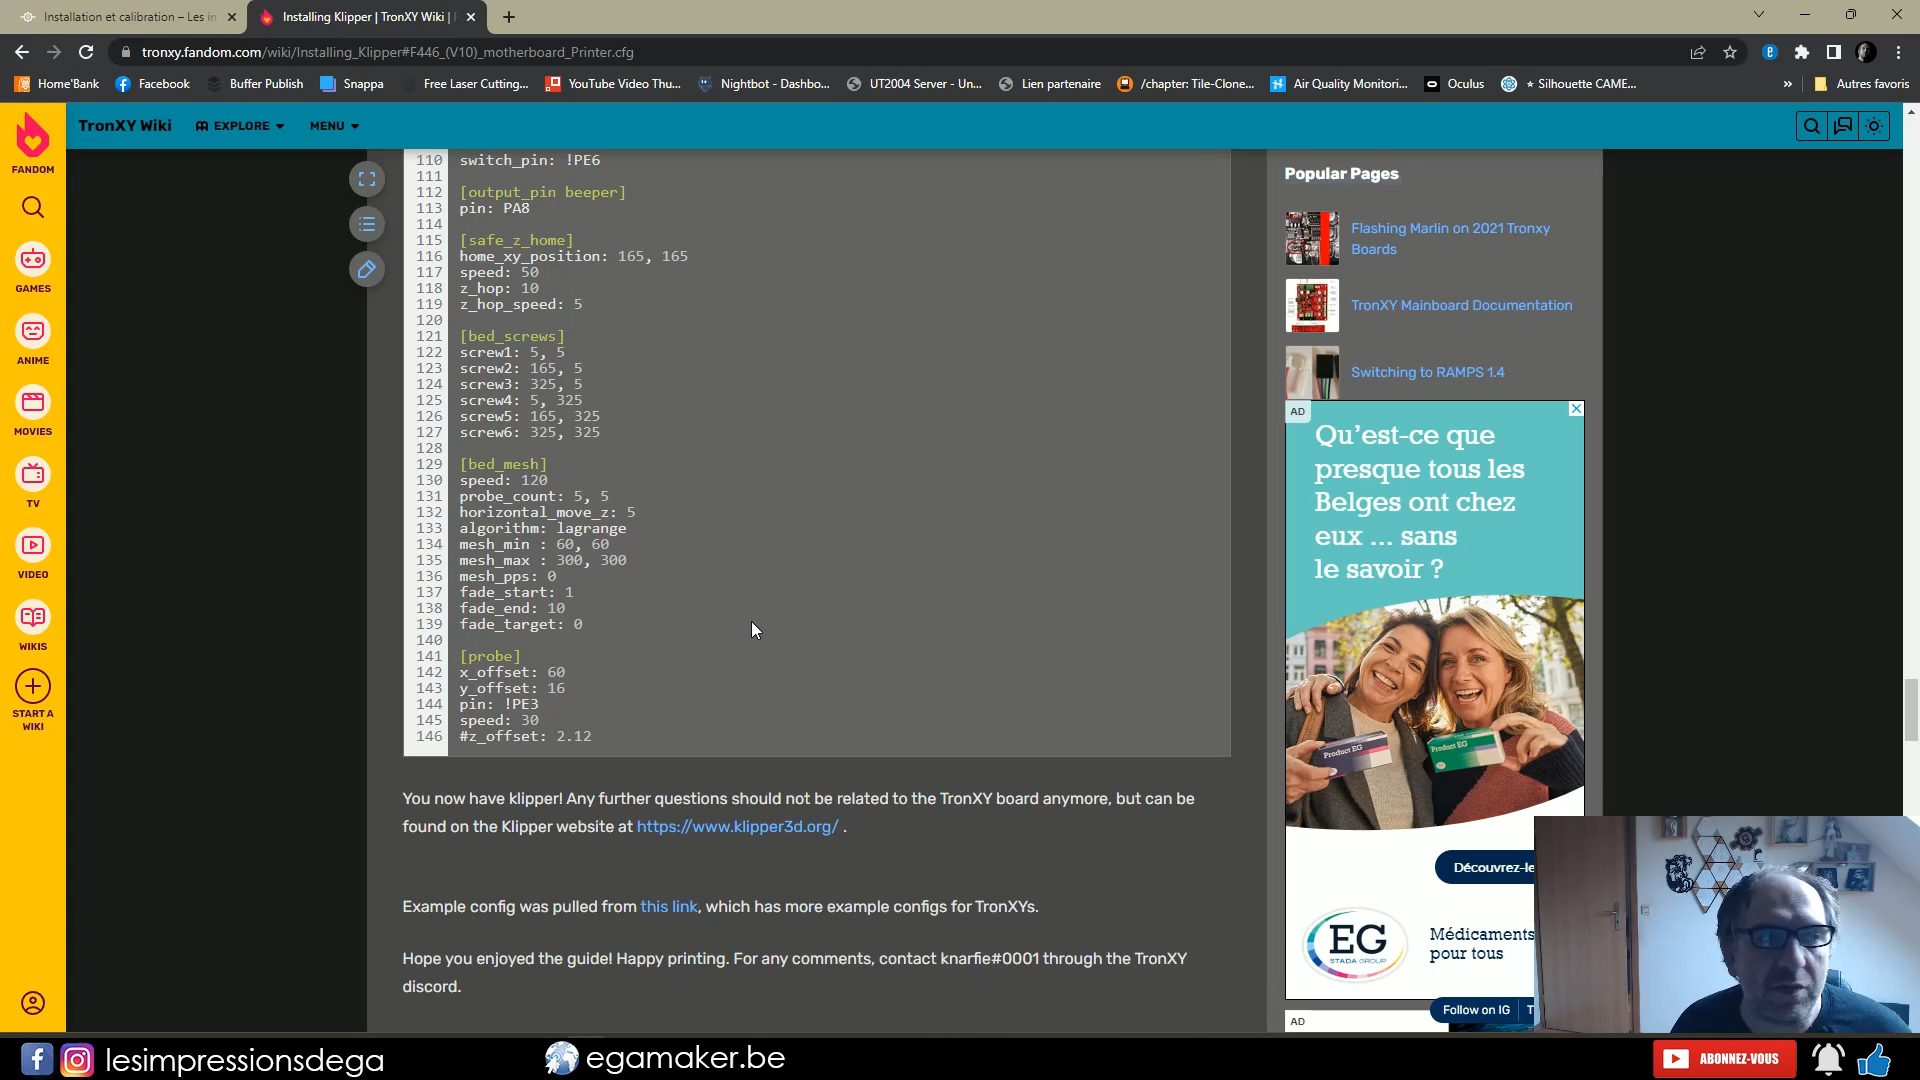 Installation et calibration – Les in
Installing Klipper | TronXY Wiki | F
tronxy.fandom.com/wiki/Installing_Klipper#F446_(V10)_motherboard_Printer.cfg
Home'Bank
Facebook
Buffer Publish
Snappa
Free Laser Cutting...
YouTube Video Thu...
Nightbot - Dashbo...
UT2004 Server - Un...
Lien partenaire
/chapter: Tile-Clone...
Air Quality Monitori...
Oculus
⋆ Silhouette CAME...
»
Autres favoris
TronXY Wiki
EXPLORE
MENU
FANDOM
GAMES
ANIME
MOVIES
TV
VIDEO
WIKIS
START A
WIKI
110 switch_pin: !PE6
111
112 [output_pin beeper]
113 pin: PA8
114
115 [safe_z_home]
116 home_xy_position: 165, 165
117 speed: 50
118 z_hop: 10
119 z_hop_speed: 5
120
121 [bed_screws]
122 screw1: 5, 5
123 screw2: 165, 5
124 screw3: 325, 5
125 screw4: 5, 325
126 screw5: 165, 325
127 screw6: 325, 325
128
129 [bed_mesh]
130 speed: 120
131 probe_count: 5, 5
132 horizontal_move_z: 5
133 algorithm: lagrange
134 mesh_min : 60, 60
135 mesh_max : 300, 300
136 mesh_pps: 0
137 fade_start: 1
138 fade_end: 10
139 fade_target: 0
140
141 [probe]
142 x_offset: 60
143 y_offset: 16
144 pin: !PE3
145 speed: 30
146 #z_offset: 2.12
You now have klipper! Any further questions should not be related to the TronXY board anymore, but can be
found on the Klipper website at https://www.klipper3d.org/ .
Example config was pulled from this link, which has more example configs for TronXYs.
Hope you enjoyed the guide! Happy printing. For any comments, contact knarfie#0001 through the TronXY
discord.
Popular Pages
Flashing Marlin on 2021 Tronxy
Boards
TronXY Mainboard Documentation
Switching to RAMPS 1.4
AD
Qu'est-ce que
presque tous les
Belges ont chez
eux ... sans
le savoir ?
Product EG
Product EG
Découvrez-le
EG
STADA GROUP
Médicaments
pour tous
Follow on IG
T
AD
lesimpressionsdega
egamaker.be
ABONNEZ-VOUS